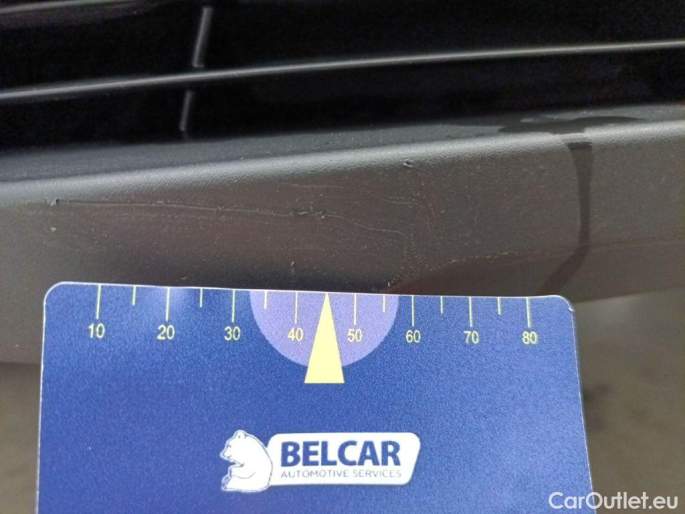 10 20 30 40 50 60 70 80
BELCAR
AUTOMOTIVE SERVICES
CarOutlet.eu